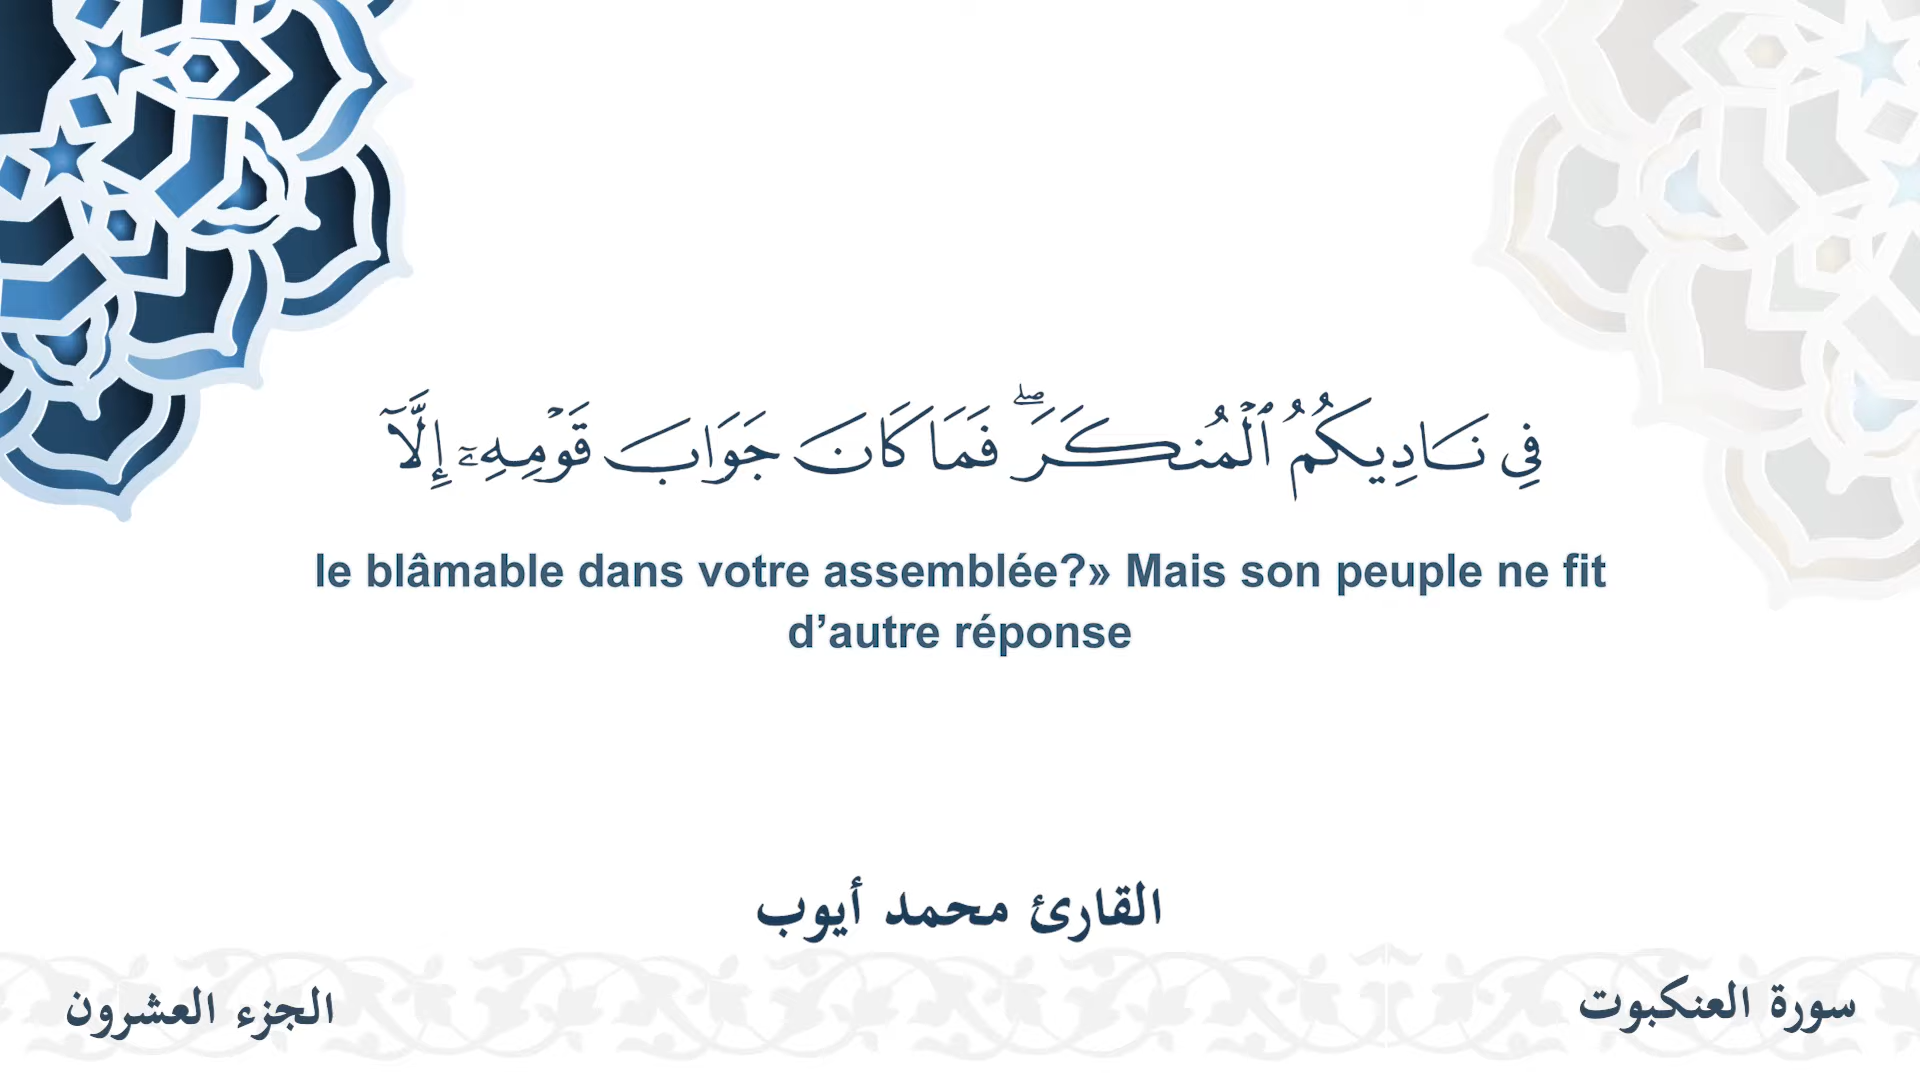 فِي نَادِيكُمُ ٱلْمُنكَرَ ۖ فَمَا كَانَ جَوَابَ قَوْمِهِۦٓ إِلَّآ
le blâmable dans votre assemblée?» Mais son peuple ne fit
d’autre réponse
القارئ محمد أيوب
سورة العنكبوت
الجزء العشرون